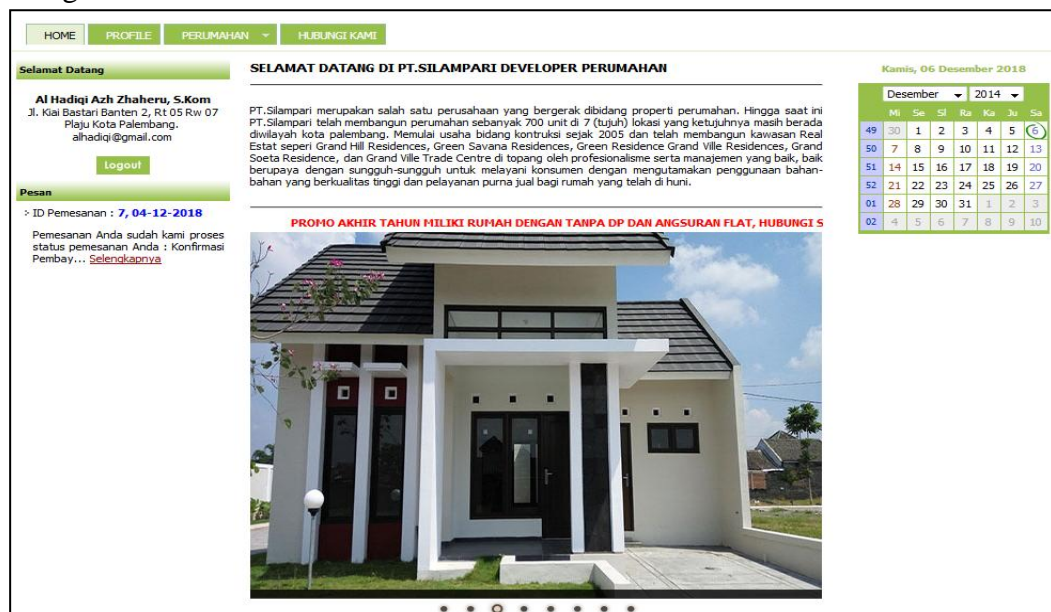 HOME PROFILE PERUMAHAN HUBUNGI KAMI
Selamat Datang
Al Hadiqi Azh Zhaheru, S.Kom
Jl. Kiai Bastari Banten 2, Rt 05 Rw 07
Plaju Kota Palembang.
alhadiqi@gmail.com
Logout
Pesan
ID Pemesanan : 7, 04-12-2018
Pemesanan Anda sudah kami proses
status pemesanan Anda : Konfirmasi
Pembay... Selengkapnya
SELAMAT DATANG DI PT.SILAMPARI DEVELOPER PERUMAHAN
PT.Silampari merupakan salah satu perusahaan yang bergerak dibidang properti perumahan. Hingga saat ini
PT.Silampari telah membangun perumahan sebanyak 700 unit di 7 (tujuh) lokasi yang ketujuhnya masih berada
diwilayah kota palembang. Memulai usaha bidang kontruksi sejak 2005 dan telah membangun kawasan Real
Estat seperi Grand Hill Residences, Green Savana Residences, Green Residence Grand Ville Residences, Grand
Soeta Residence, dan Grand Ville Trade Centre di topang oleh profesionalisme serta manajemen yang baik, baik
berupaya dengan sungguh-sungguh untuk melayani konsumen dengan mengutamakan penggunaan bahan-
bahan yang berkualitas tinggi dan pelayanan purna jual bagi rumah yang telah di huni.
PROMO AKHIR TAHUN MILIKI RUMAH DENGAN TANPA DP DAN ANGSURAN FLAT, HUBUNGI S
Kamis, 06 Desember 2018
Desember 2014
Mi Se Sl Ra Ka Ju Sa
49 30 1 2 3 4 5 6
50 7 8 9 10 11 12 13
51 14 15 16 17 18 19 20
52 21 22 23 24 25 26 27
01 28 29 30 31 1 2 3
02 4 5 6 7 8 9 10